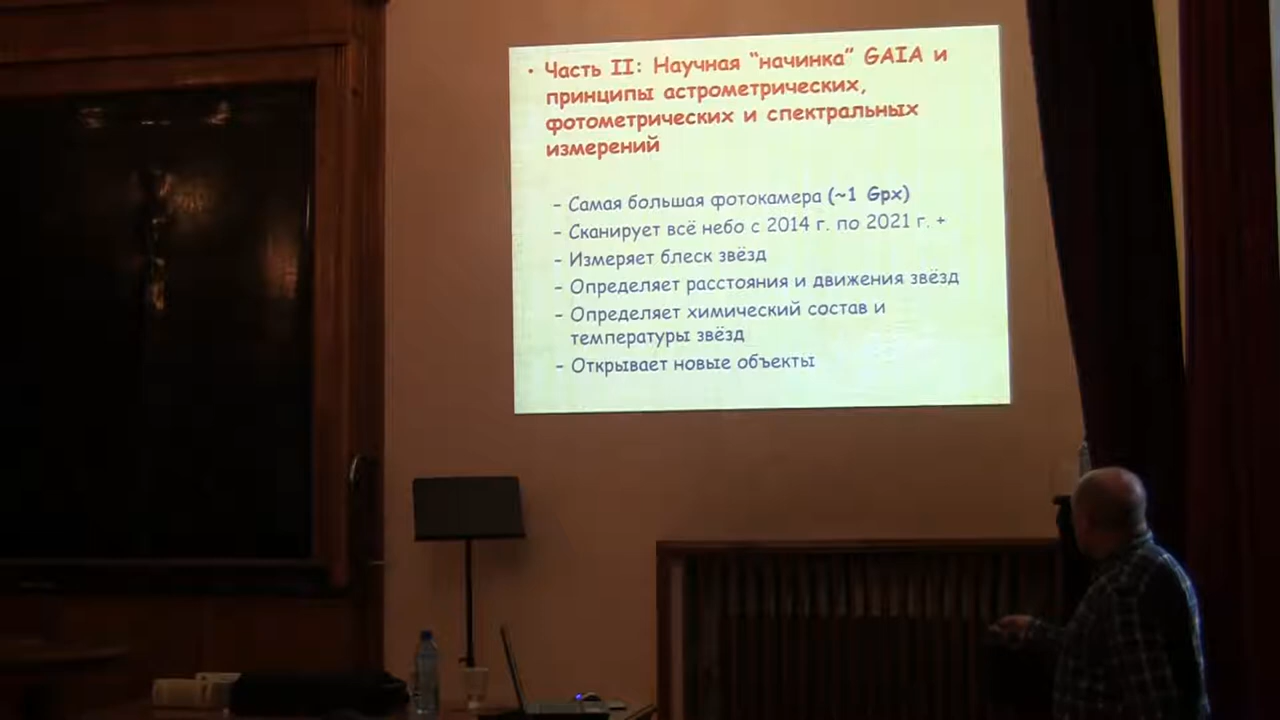 • Часть II: Научная “начинка” GAIA и
принципы астрометрических,
фотометрических и спектральных
измерений
– Самая большая фотокамера (~1 Gpx)
– Сканирует всё небо с 2014 г. по 2021 г. +
– Измеряет блеск звёзд
– Определяет расстояния и движения звёзд
– Определяет химический состав и
температуры звёзд
– Открывает новые объекты